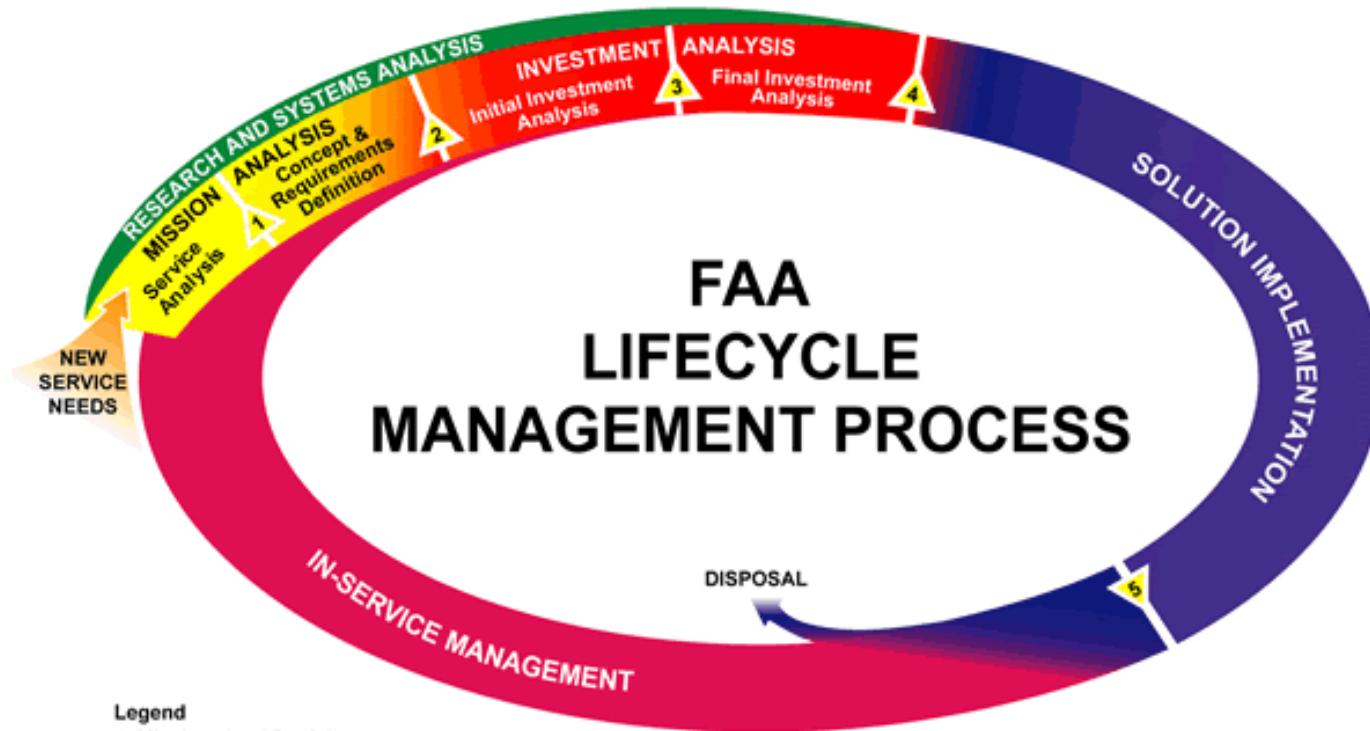 RESEARCH AND SYSTEMS ANALYSIS
MISSION ANALYSIS
Service
Analysis
1
Concept &
Requirements
Definition
2
INVESTMENT ANALYSIS
Initial Investment
Analysis
3
Final Investment
Analysis
4
SOLUTION IMPLEMENTATION
NEW
SERVICE
NEEDS
FAA
LIFECYCLE
MANAGEMENT PROCESS
DISPOSAL
5
IN-SERVICE MANAGEMENT
Legend